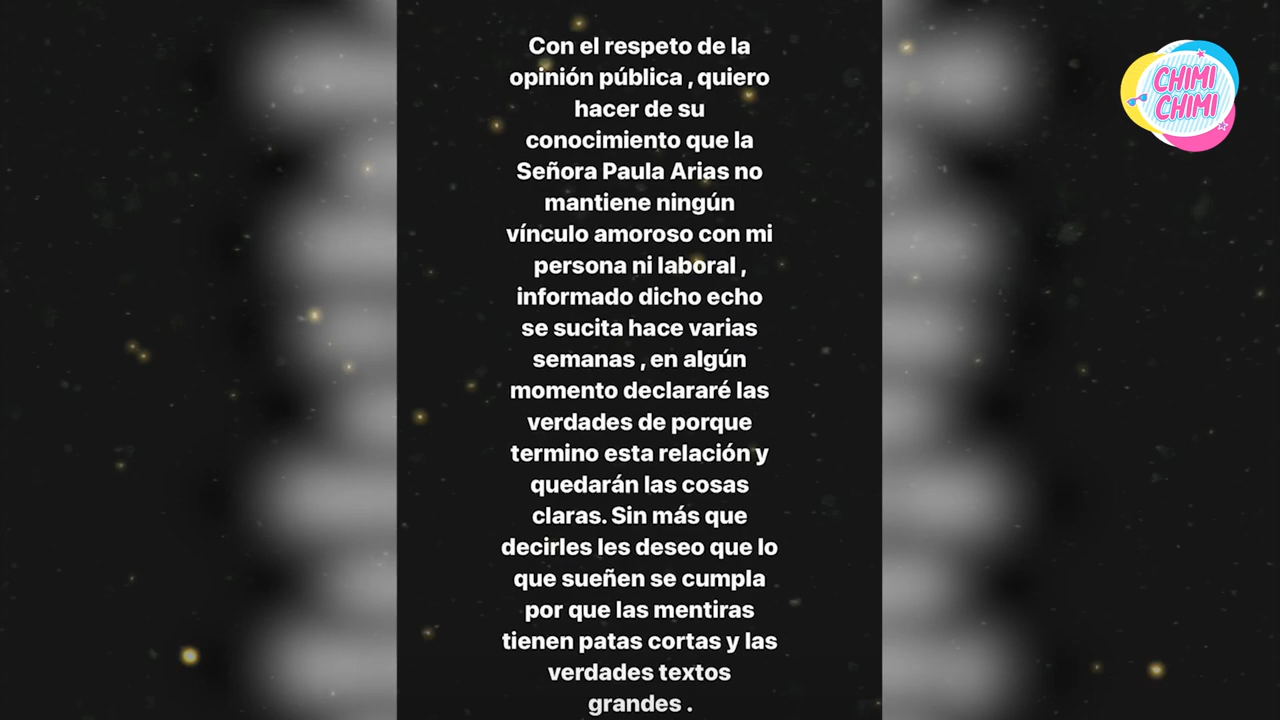 Con el respeto de la
opinión pública , quiero
hacer de su
conocimiento que la
Señora Paula Arias no
mantiene ningún
vínculo amoroso con mi
persona ni laboral ,
informado dicho echo
se sucita hace varias
semanas , en algún
momento declararé las
verdades de porque
termino esta relación y
quedarán las cosas
claras. Sin más que
decirles les deseo que lo
que sueñen se cumpla
por que las mentiras
tienen patas cortas y las
verdades textos
grandes .
CHIMI
CHIMI